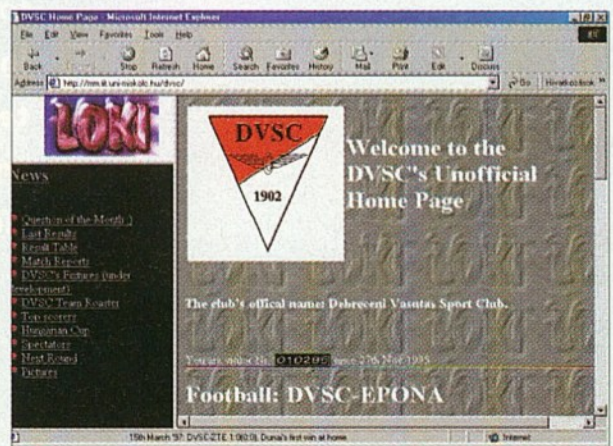 DVSC Home Page - Microsoft Internet Explorer
File Edit View Favorites Tools Help
Back Stop Refresh Home Search Favorites History Mail Print Edit Discuss
Address http://mm.iit.uni-miskolc.hu/dvsc/ Go
LOKI
News
Question of the Month :)
Last Results
Result Table
Match Reports
DVSC's Fixtures (under
development)
DVSC Team Roaster
Top scorers
Hungarian Cup
Spectators
Next Round
Pictures
DVSC
1902
Welcome to the
DVSC"s Unofficial
Home Page
The club's offical name: Debreceni Vasutas Sport Club.
010285 since 27th Nov 1995
Football: DVSC-EPONA
15th March '97: DVSC-ZTE 1:0(0:0), first win at home
Internet